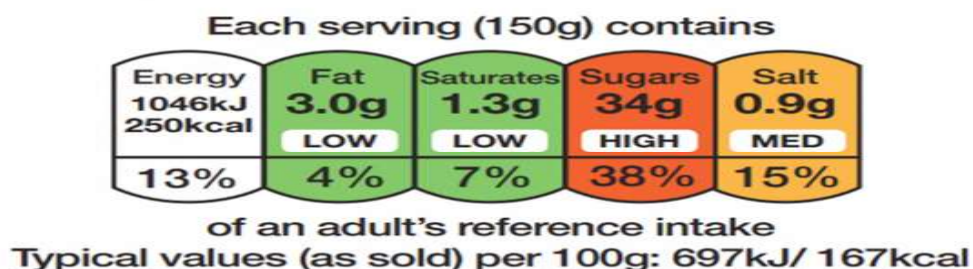 Each serving (150g) contains
Energy Fat Saturates Sugars Salt
1046kJ 3.0g 1.3g 34g 0.9g
250kcal
LOW LOW HIGH MED
13% 4% 7% 38% 15%
of an adult's reference intake
Typical values (as sold) per 100g: 697kJ/ 167kcal